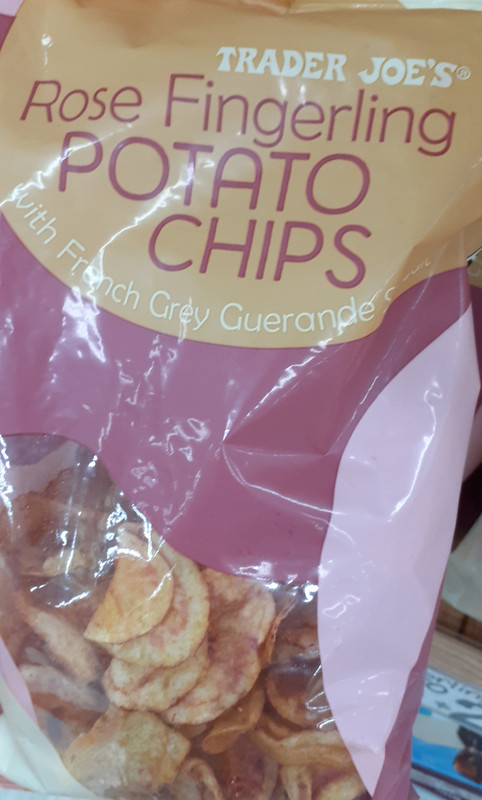 TRADER JOE'S®
Rose Fingerling
POTATO
CHIPS
with French Grey Guerande